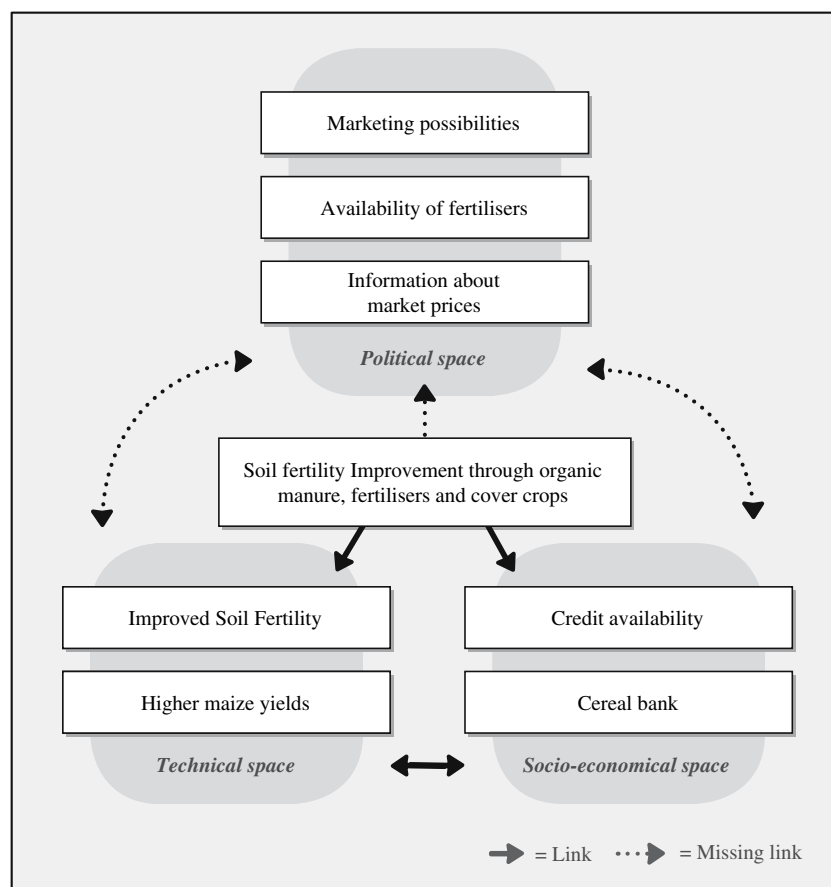 Marketing possibilities
Availability of fertilisers
Information about
market prices
Political space
Soil fertility Improvement through organic
manure, fertilisers and cover crops
Improved Soil Fertility
Higher maize yields
Technical space
Credit availability
Cereal bank
Socio-economical space
= Link
= Missing link